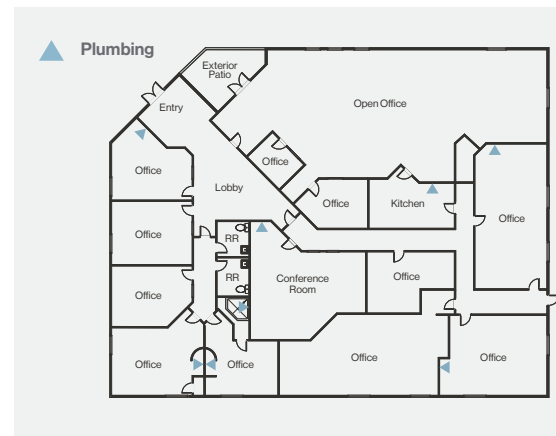 Plumbing
Exterior
Patio
Entry
Open Office
Office
Office
Lobby
Office
Kitchen
Office
Office
RR
RR
Conference
Room
Office
Office
Office
Office
Office
Office